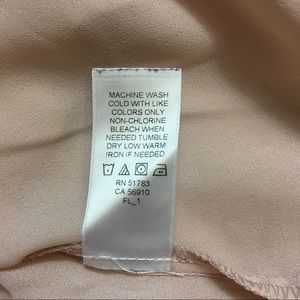 MACHINE WASH
COLD WITH LIKE
COLORS ONLY
NON-CHLORINE
BLEACH WHEN
NEEDED TUMBLE
DRY LOW WARM
IRON IF NEEDED
RN 51783
CA 56910
FL_1